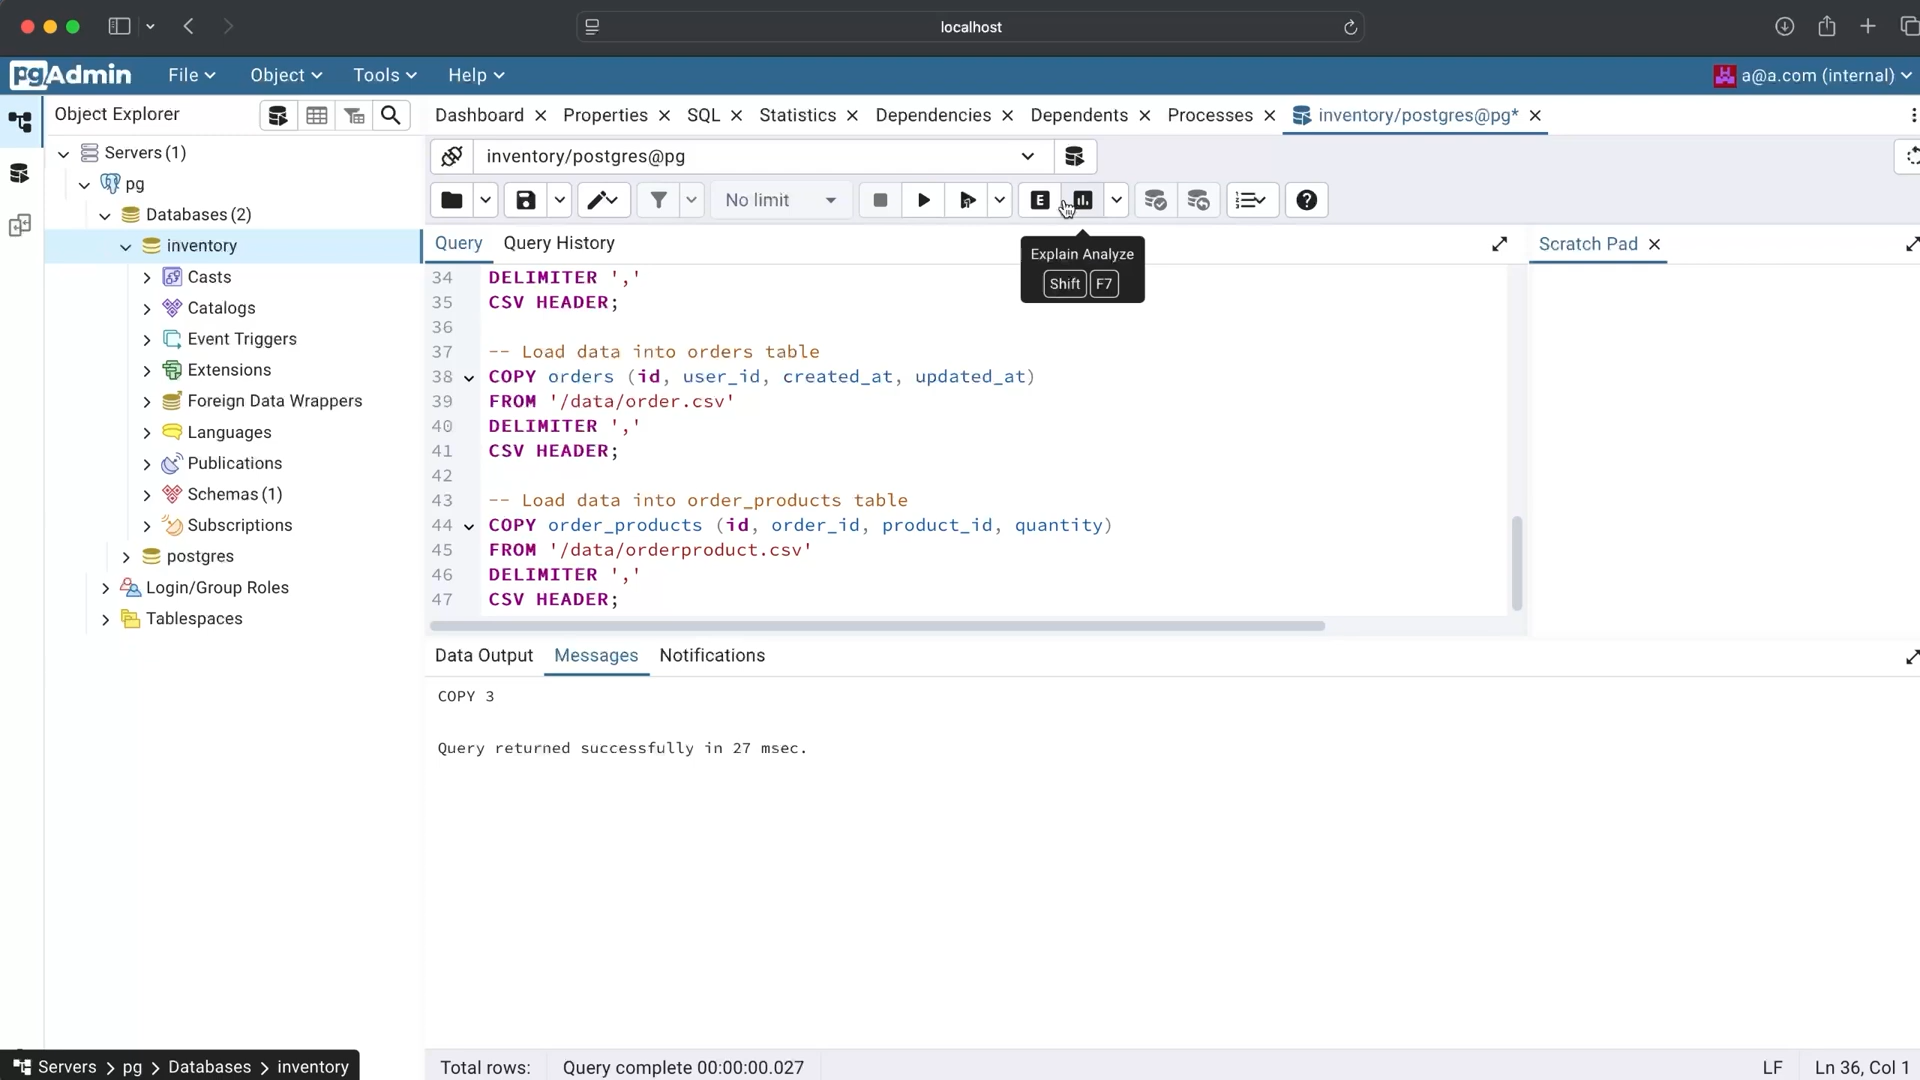 localhost
pgAdmin File Object Tools Help a@a.com (internal)
Object Explorer
Dashboard Properties SQL Statistics Dependencies Dependents Processes inventory/postgres@pg*
Servers (1)
pg
Databases (2)
inventory
Casts
Catalogs
Event Triggers
Extensions
Foreign Data Wrappers
Languages
Publications
Schemas (1)
Subscriptions
postgres
Login/Group Roles
Tablespaces
inventory/postgres@pg
No limit
E
Explain Analyze
Shift F7
Query Query History
Scratch Pad
34 DELIMITER ','
35 CSV HEADER;
36
37 -- Load data into orders table
38 COPY orders (id, user_id, created_at, updated_at)
39 FROM '/data/order.csv'
40 DELIMITER ','
41 CSV HEADER;
42
43 -- Load data into order_products table
44 COPY order_products (id, order_id, product_id, quantity)
45 FROM '/data/orderproduct.csv'
46 DELIMITER ','
47 CSV HEADER;
Data Output Messages Notifications
COPY 3
Query returned successfully in 27 msec.
Servers > pg > Databases > inventory
Total rows: Query complete 00:00:00.027 LF Ln 36, Col 1